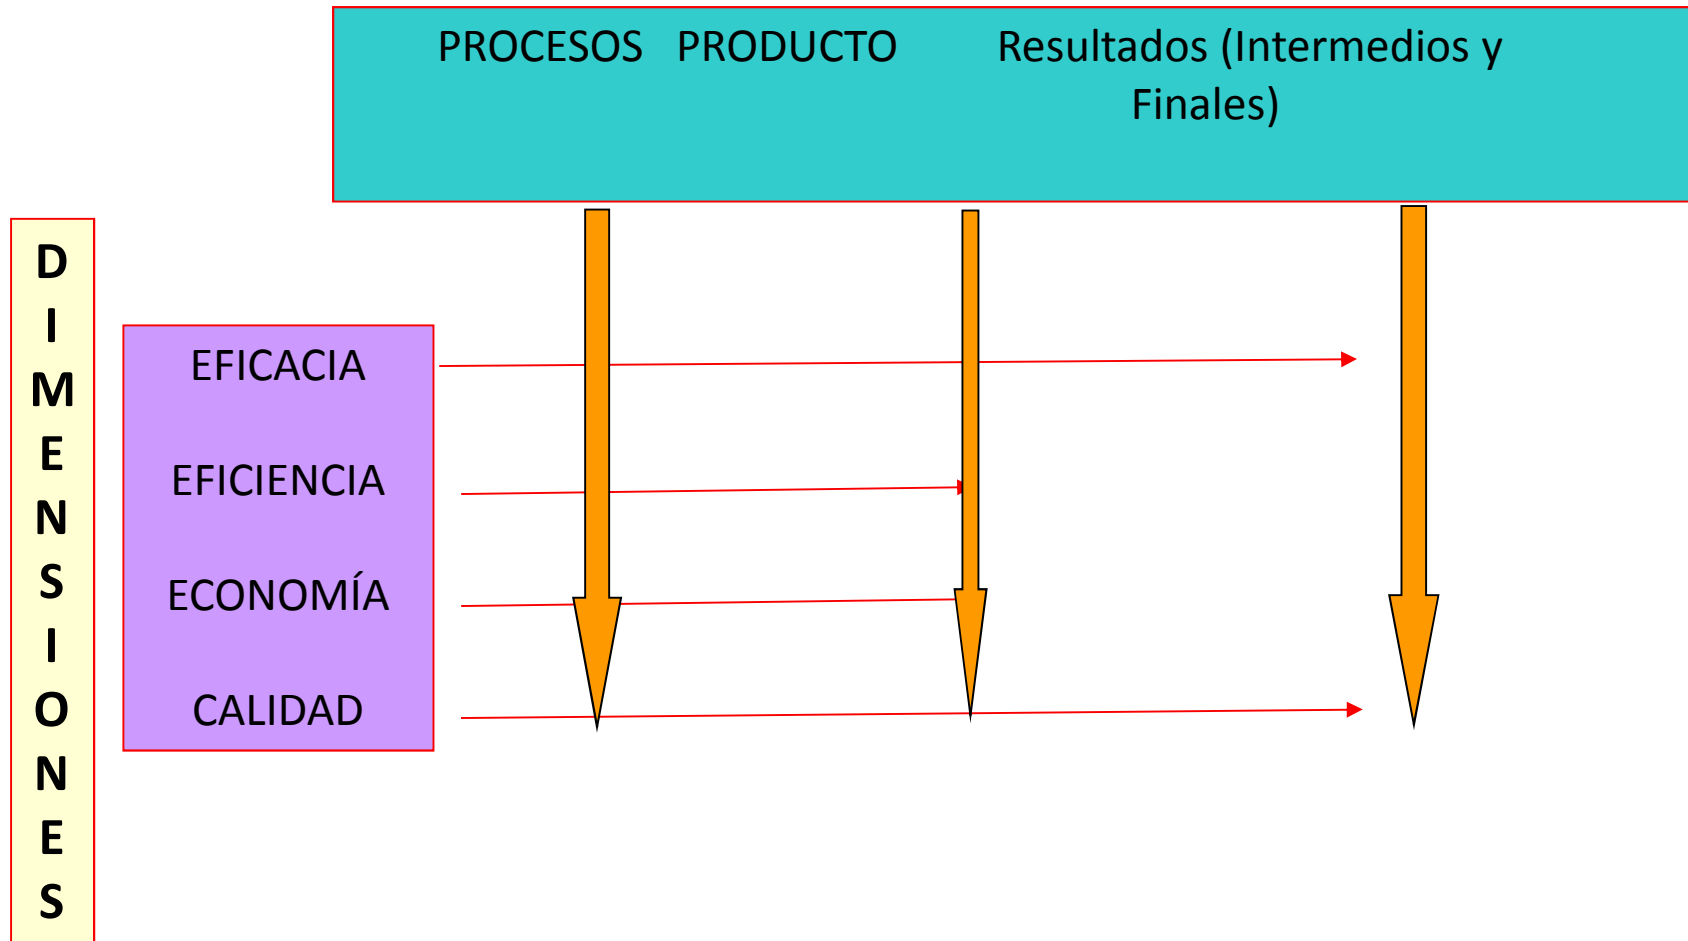 PROCESOS PRODUCTO Resultados (Intermedios y
Finales)
D
I
M
E
N
S
I
O
N
E
S
EFICACIA
EFICIENCIA
ECONOMÍA
CALIDAD